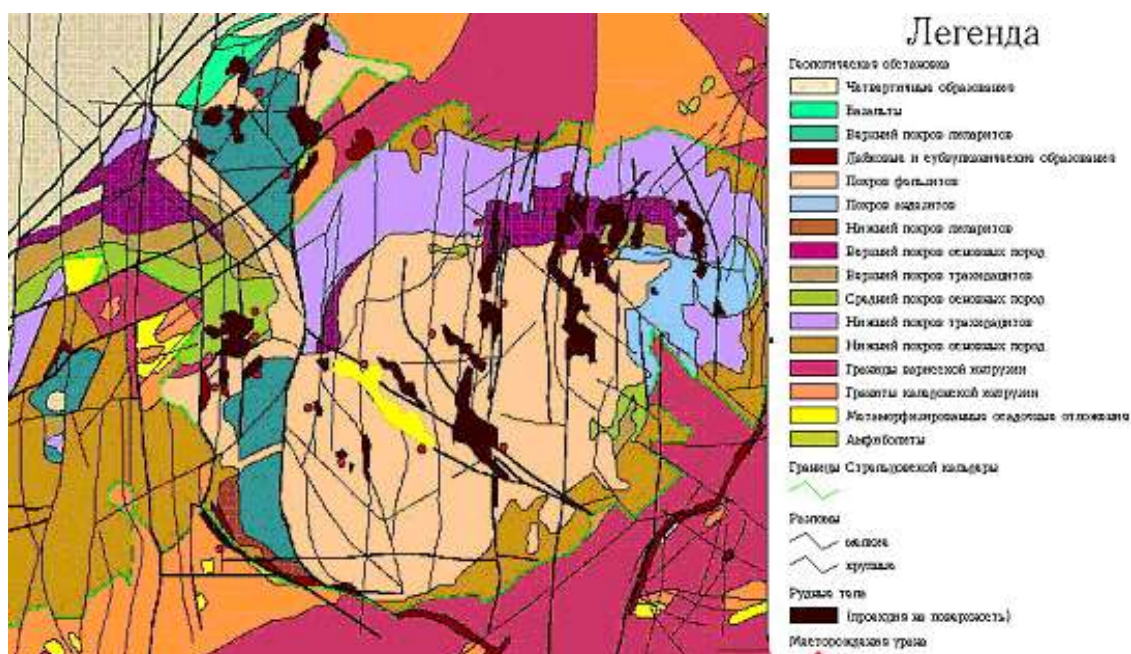 Легенда
Геологическая обстановка
Четвертичные образования
Базальты
Верхний покров липаритов
Дайковые и субвулканические образования
Покров фельзитов
Покров андезитов
Нижний покров липаритов
Верхний покров основных пород
Верхний покров трахидацитов
Средний покров основных пород
Нижний покров трахидацитов
Нижний покров основных пород
Граниты варисской
Граниты каледонской
Метаморфизированные осадочные отложения
Амфиболиты
Границы Стрельцовской кальдеры
Разломы
мелкие
крупные
Рудные тела
(проекция на поверхность)
Месторождения урана